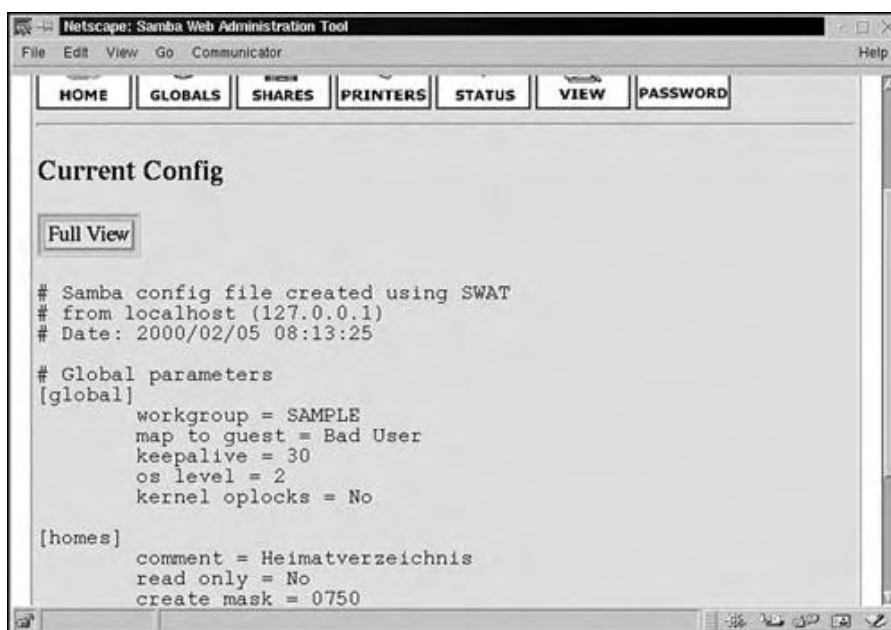 Netscape: Samba Web Administration Tool
File Edit View Go Communicator Help
HOME GLOBALS SHARES PRINTERS STATUS VIEW PASSWORD
Current Config
Full View
# Samba config file created using SWAT
# from localhost (127.0.0.1)
# Date: 2000/02/05 08:13:25
# Global parameters
[global]
workgroup = SAMPLE
map to guest = Bad User
keepalive = 30
os level = 2
kernel oplocks = No
[homes]
comment = Heimatverzeichnis
read only = No
create mask = 0750